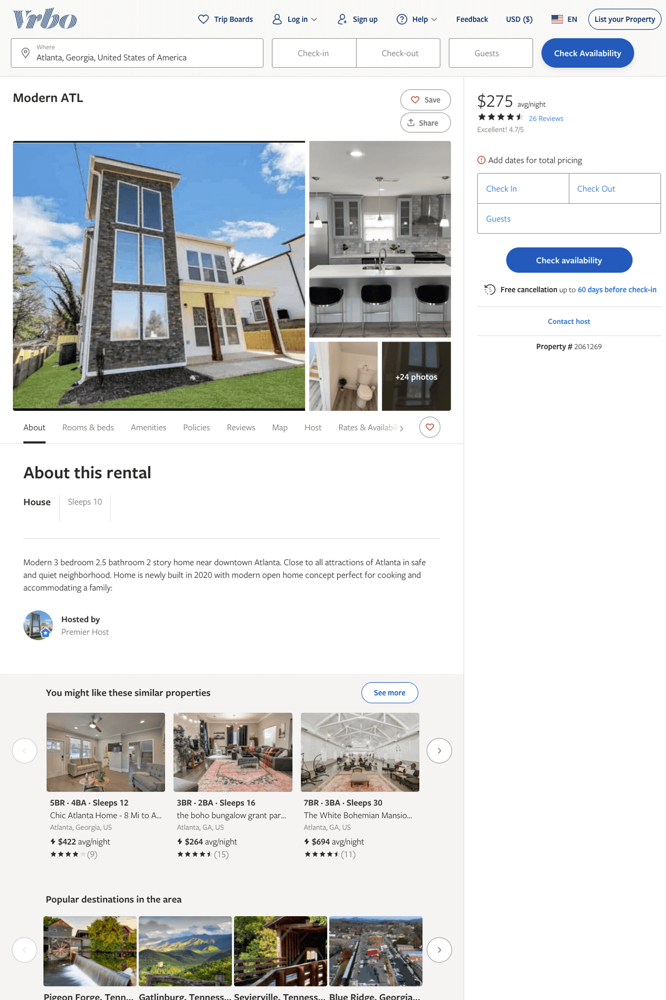 Vrbo
Trip Boards
Log in
Sign up
Help
Feedback
USD ($)
EN
List your Property
Where
Atlanta, Georgia, United States of America
Check-in
Check-out
Guests
Check Availability
Modern ATL
Save
Share
$275 avg/night
26 Reviews
Excellent! 4.7/5
Add dates for total pricing
Check In
Check Out
Guests
Check availability
Free cancellation up to 60 days before check-in
Contact host
Property # 2061269
+24 photos
About
Rooms & beds
Amenities
Policies
Reviews
Map
Host
Rates & Availabili
About this rental
House
Sleeps 10
Modern 3 bedroom 2.5 bathroom 2 story home near downtown Atlanta. Close to all attractions of Atlanta in safe
and quiet neighborhood. Home is newly built in 2020 with modern open home concept perfect for cooking and
accommodating a family:
Hosted by
Premier Host
You might like these similar properties
See more
5BR · 4BA · Sleeps 12
Chic Atlanta Home - 8 Mi to A...
Atlanta, Georgia, US
$422 avg/night
(9)
3BR · 2BA · Sleeps 16
the boho bungalow grant par...
Atlanta, GA, US
$264 avg/night
(15)
7BR · 3BA · Sleeps 30
The White Bohemian Mansio...
Atlanta, GA, US
$694 avg/night
(11)
Popular destinations in the area
Pigeon Forge, Tenn...
Gatlinburg, Tenness...
Sevierville, Tenness...
Blue Ridge, Georgia...